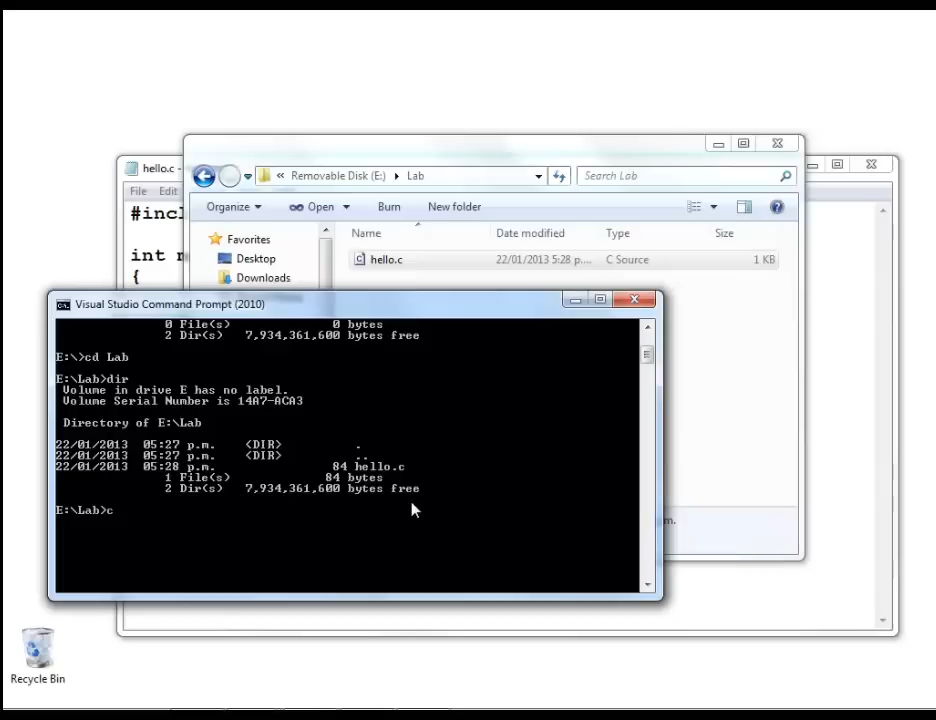 hello.c -
File Edit
#incl
int m
{
« Removable Disk (E:) ▸ Lab
Search Lab
Organize Open Burn New folder
Favorites
Desktop
Downloads
Name Date modified Type Size
hello.c 22/01/2013 5:28 p.... C Source 1 KB
m.
Visual Studio Command Prompt (2010)
0 File(s) 0 bytes
2 Dir(s) 7,934,361,600 bytes free
E:\>cd Lab
E:\Lab>dir
Volume in drive E has no label.
Volume Serial Number is 14A7-ACA3
Directory of E:\Lab
22/01/2013 05:27 p.m. <DIR> .
22/01/2013 05:27 p.m. <DIR> ..
22/01/2013 05:28 p.m. 84 hello.c
1 File(s) 84 bytes
2 Dir(s) 7,934,361,600 bytes free
E:\Lab>c
Recycle Bin